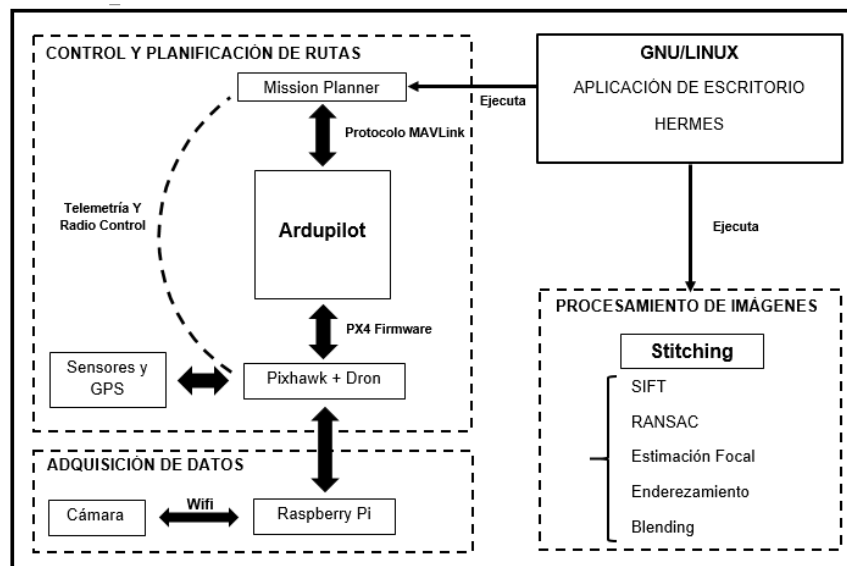 CONTROL Y PLANIFICACIÓN DE RUTAS
Mission Planner
Protocolo MAVLink
Telemetría Y
Radio Control
Ardupilot
PX4 Firmware
Sensores y
GPS
Pixhawk + Dron
ADQUISICIÓN DE DATOS
Cámara
Wifi
Raspberry Pi
GNU/LINUX
APLICACIÓN DE ESCRITORIO
HERMES
Ejecuta
Ejecuta
PROCESAMIENTO DE IMÁGENES
Stitching
SIFT
RANSAC
Estimación Focal
Enderezamiento
Blending